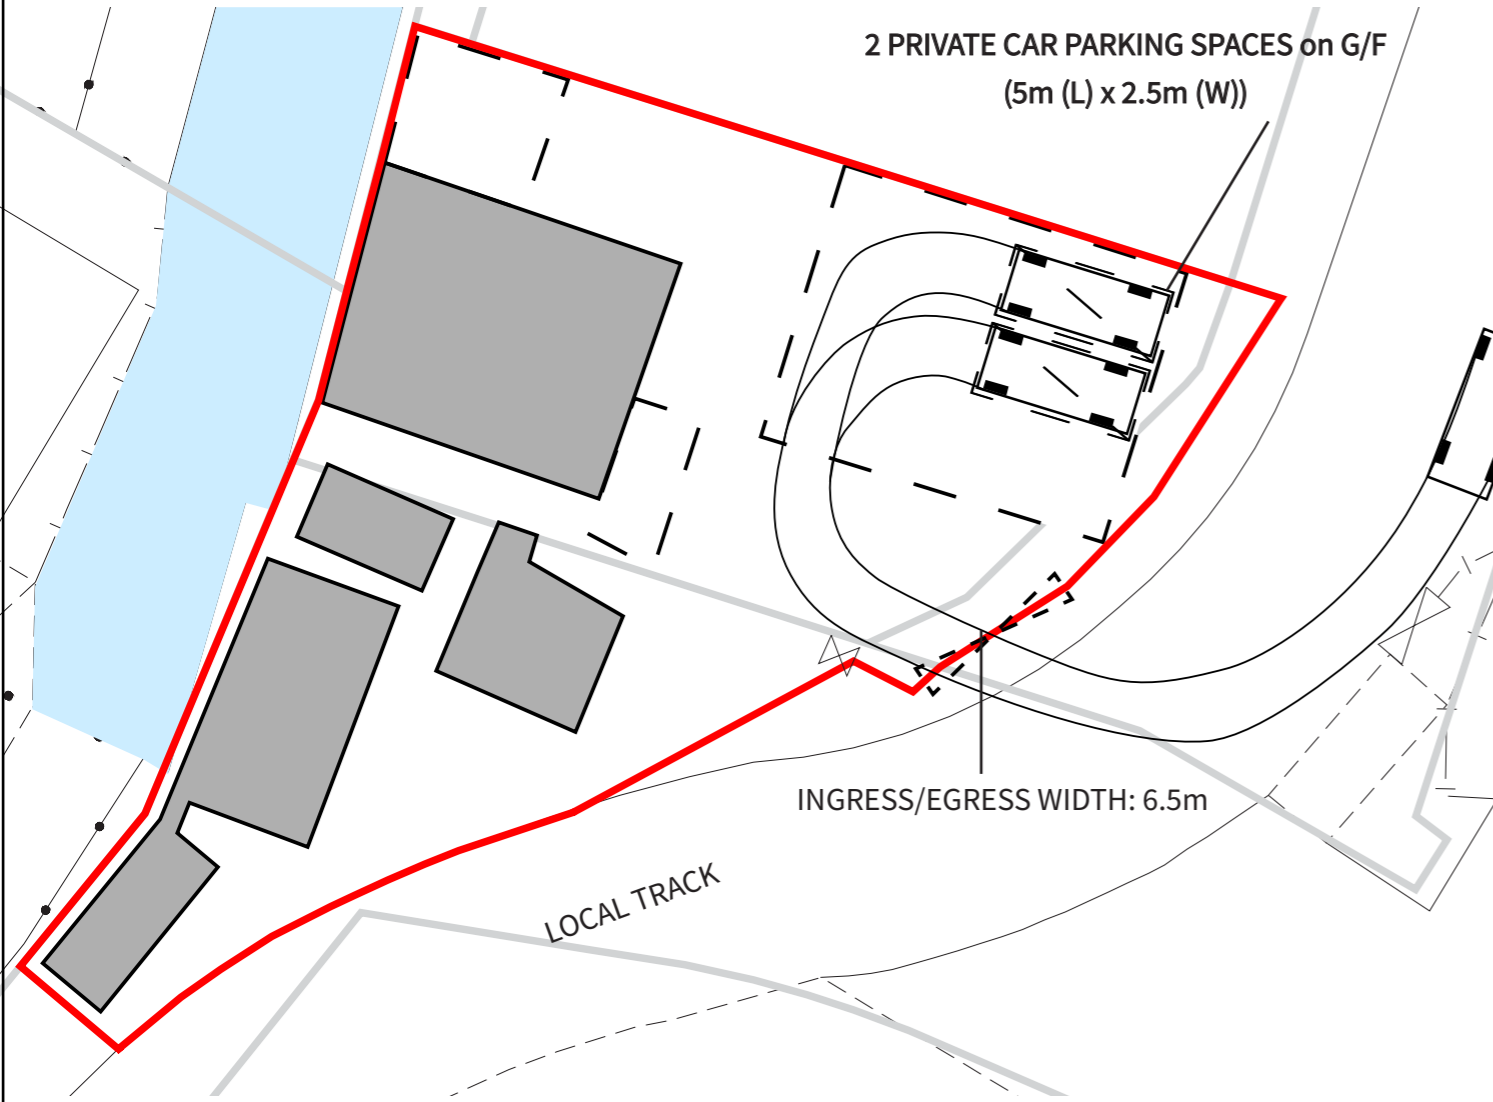 2 PRIVATE CAR PARKING SPACES on G/F
(5m (L) x 2.5m (W))
INGRESS/EGRESS WIDTH: 6.5m
LOCAL TRACK